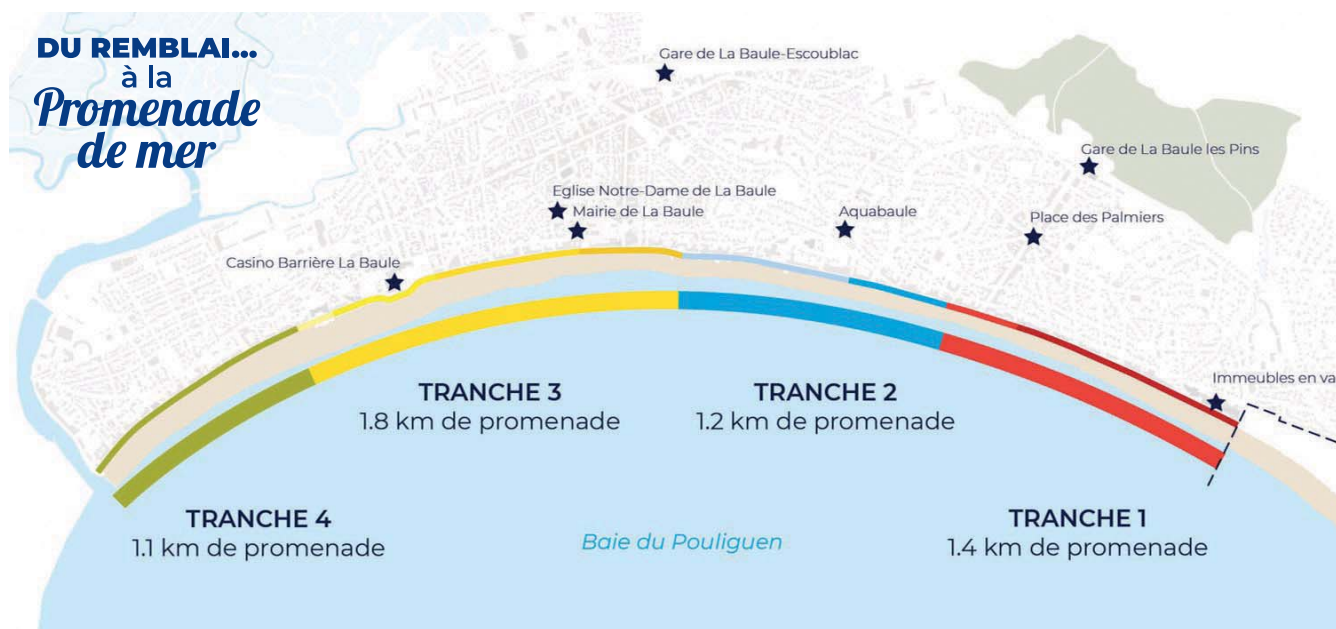 DU REMBLAI...
à la
Promenade
de mer
Gare de La Baule-Escoublac
Gare de La Baule les Pins
Eglise Notre-Dame de La Baule
Mairie de La Baule
Aquabaule
Place des Palmiers
Casino Barrière La Baule
Immeubles en va
TRANCHE 3
1.8 km de promenade
TRANCHE 2
1.2 km de promenade
TRANCHE 4
1.1 km de promenade
Baie du Pouliguen
TRANCHE 1
1.4 km de promenade